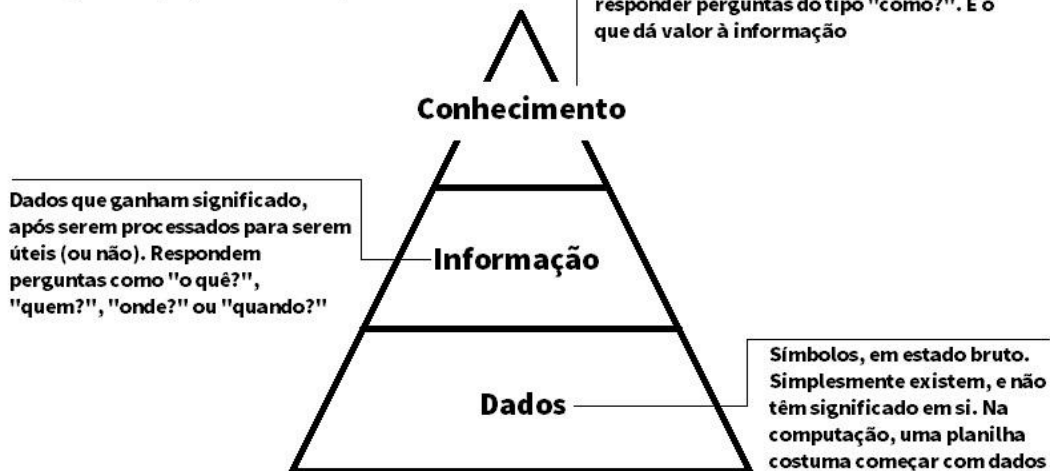 responder perguntas do tipo "como?". É o
que dá valor à informação
Conhecimento
Dados que ganham significado,
após serem processados para serem
úteis (ou não). Respondem
perguntas como "o quê?",
"quem?", "onde?" ou "quando?"
Informação
Dados
Símbolos, em estado bruto.
Simplesmente existem, e não
têm significado em si. Na
computação, uma planilha
costuma começar com dados